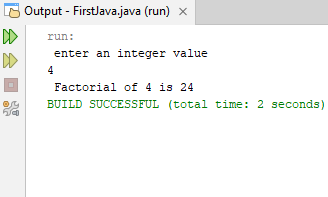 Output - FirstJava.java (run) ×
run:
 enter an integer value
4
 Factorial of 4 is 24
BUILD SUCCESSFUL (total time: 2 seconds)